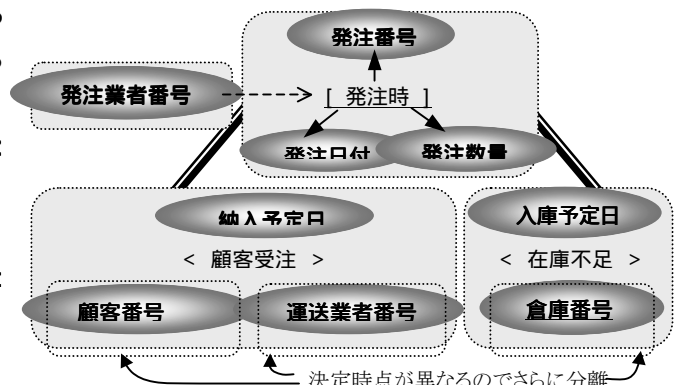 発注番号
発注業者番号
[ 発注時 ]
発注日付
発注数量
納入予定日
入庫予定日
< 顧客受注 >
< 在庫不足 >
顧客番号
運送業者番号
倉庫番号
決定時点が異なるのでさらに分離